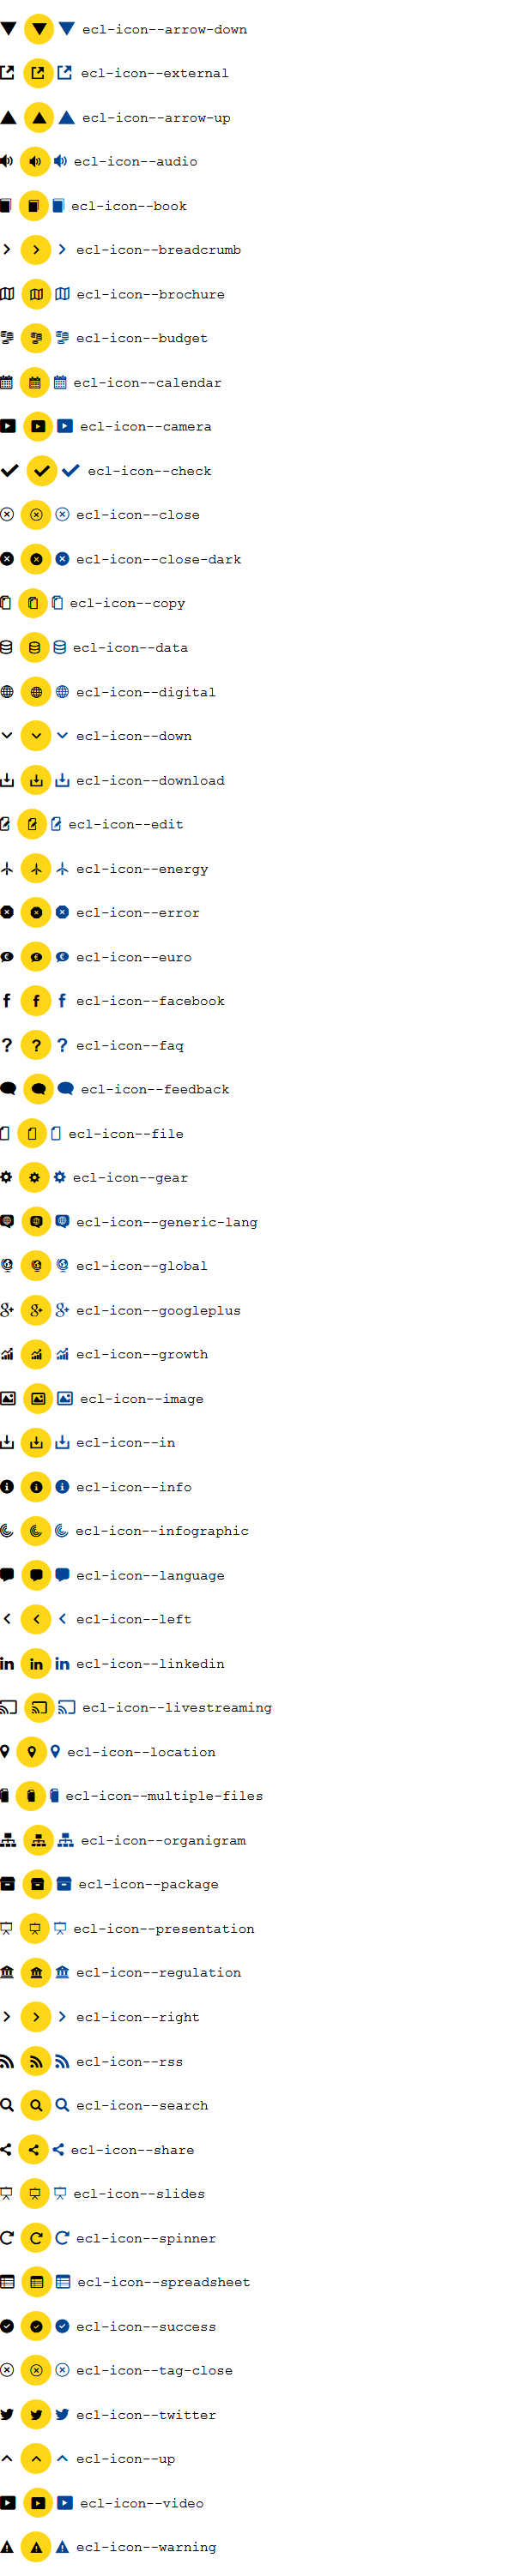 ecl-icon--arrow-down
ecl-icon--external
ecl-icon--arrow-up
ecl-icon--audio
ecl-icon--book
ecl-icon--breadcrumb
ecl-icon--brochure
ecl-icon--budget
ecl-icon--calendar
ecl-icon--camera
ecl-icon--check
ecl-icon--close
ecl-icon--close-dark
ecl-icon--copy
ecl-icon--data
ecl-icon--digital
ecl-icon--down
ecl-icon--download
ecl-icon--edit
ecl-icon--energy
ecl-icon--error
ecl-icon--euro
ecl-icon--facebook
ecl-icon--faq
ecl-icon--feedback
ecl-icon--file
ecl-icon--gear
ecl-icon--generic-lang
ecl-icon--global
ecl-icon--googleplus
ecl-icon--growth
ecl-icon--image
ecl-icon--in
ecl-icon--info
ecl-icon--infographic
ecl-icon--language
ecl-icon--left
ecl-icon--linkedin
ecl-icon--livestreaming
ecl-icon--location
ecl-icon--multiple-files
ecl-icon--organigram
ecl-icon--package
ecl-icon--presentation
ecl-icon--regulation
ecl-icon--right
ecl-icon--rss
ecl-icon--search
ecl-icon--share
ecl-icon--slides
ecl-icon--spinner
ecl-icon--spreadsheet
ecl-icon--success
ecl-icon--tag-close
ecl-icon--twitter
ecl-icon--up
ecl-icon--video
ecl-icon--warning